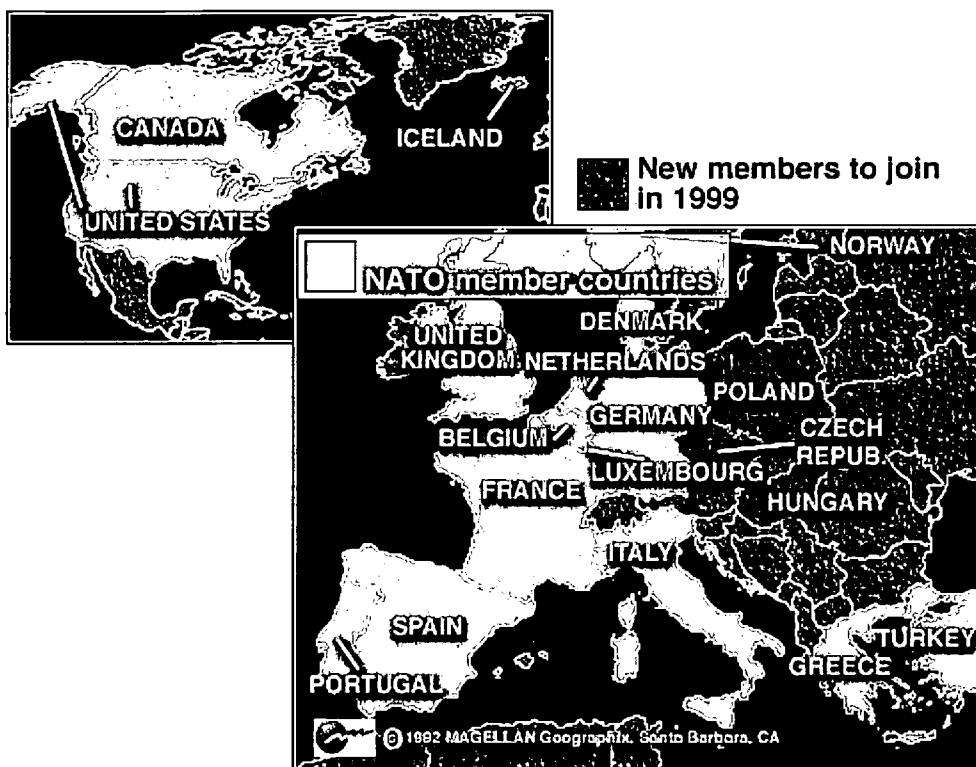 CANADA
ICELAND
UNITED STATES
New members to join
in 1999
NORWAY
NATO member countries
UNITED
KINGDOM
DENMARK
NETHERLANDS
POLAND
GERMANY
BELGIUM
CZECH
REPUB.
LUXEMBOURG
FRANCE
HUNGARY
ITALY
SPAIN
TURKEY
GREECE
PORTUGAL
© 1992 MAGELLAN Geographix, Santa Barbara, CA